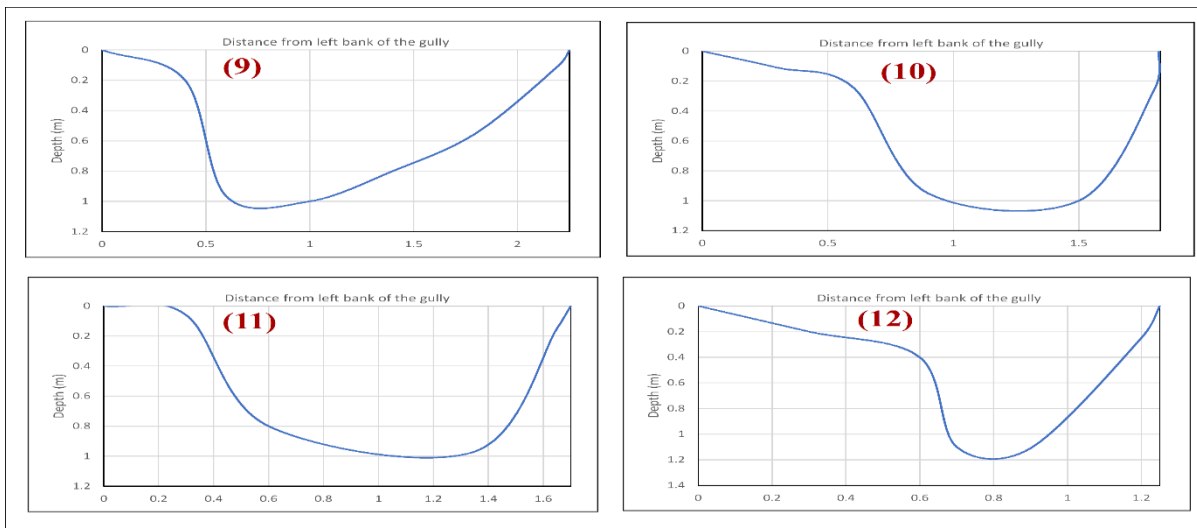 Distance from left bank of the gully
(9)
0
0.2
0.4
0.6
0.8
1
1.2
Depth (m)
0 0.5 1 1.5 2
Distance from left bank of the gully
(10)
0
0.2
0.4
0.6
0.8
1
1.2
Depth (m)
0 0.5 1 1.5
Distance from left bank of the gully
(11)
0
0.2
0.4
0.6
0.8
1
1.2
Depth (m)
0 0.2 0.4 0.6 0.8 1 1.2 1.4 1.6
Distance from left bank of the gully
(12)
0
0.2
0.4
0.6
0.8
1
1.2
1.4
Depth (m)
0 0.2 0.4 0.6 0.8 1 1.2